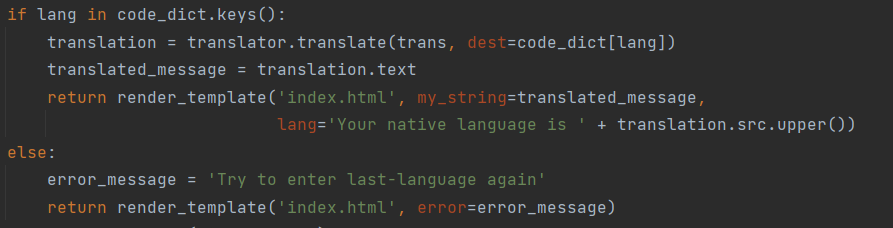 if lang in code_dict.keys():
    translation = translator.translate(trans, dest=code_dict[lang])
    translated_message = translation.text
    return render_template('index.html', my_string=translated_message,
                           lang='Your native language is ' + translation.src.upper())
else:
    error_message = 'Try to enter last-language again'
    return render_template('index.html', error=error_message)